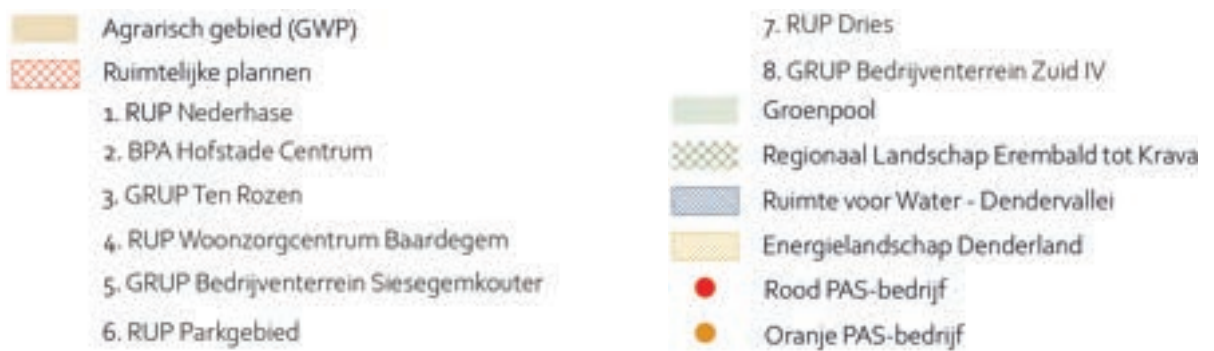 Agrarisch gebied (GWP)
Ruimtelijke plannen
1. RUP Nederhase
2. BPA Hofstade Centrum
3. GRUP Ten Rozen
4. RUP Woonzorgcentrum Baardegem
5. GRUP Bedrijventerrein Siesegemkouter
6. RUP Parkgebied
7. RUP Dries
8. GRUP Bedrijventerrein Zuid IV
Groenpool
Regionaal Landschap Erembald tot Krava
Ruimte voor Water - Dendervallei
Energielandschap Denderland
Rood PAS-bedrijf
Oranje PAS-bedrijf